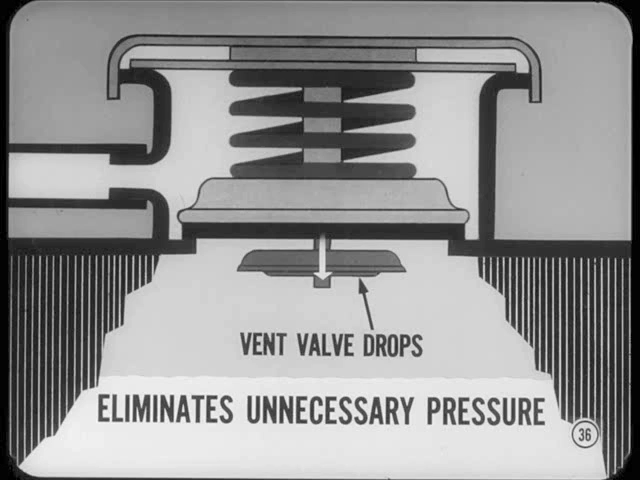 VENT VALVE DROPS
ELIMINATES UNNECESSARY PRESSURE
36